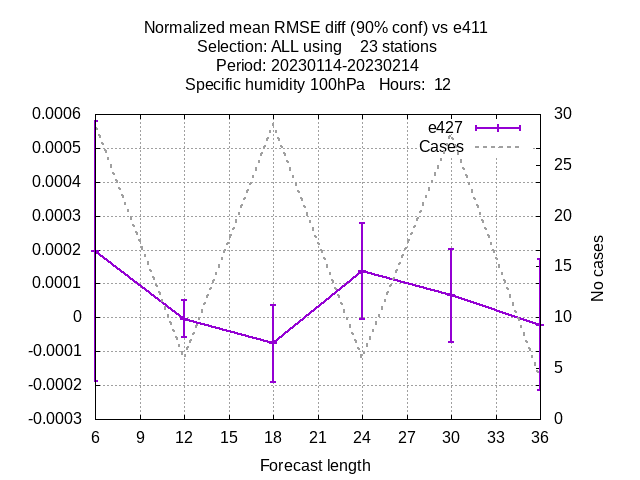 Normalized mean RMSE diff (90% conf) vs e411
Selection: ALL using    23 stations
Period: 20230114-20230214
Specific humidity 100hPa   Hours:  12
0.0006
0.0005
0.0004
0.0003
0.0002
0.0001
0
-0.0001
-0.0002
-0.0003
e427
Cases
30
25
20
15
10
5
0
No cases
6 9 12 15 18 21 24 27 30 33 36
Forecast length